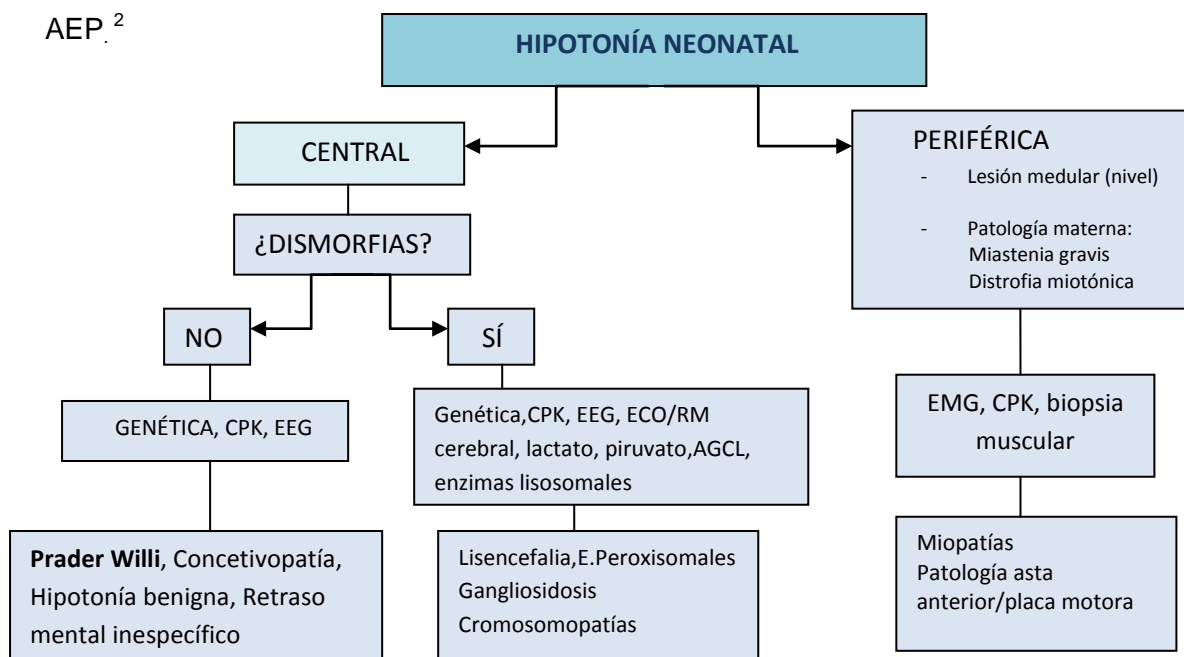 AEP. 2
HIPOTONÍA NEONATAL
CENTRAL
PERIFÉRICA
- Lesión medular (nivel)
- Patología materna:
Miastenia gravis
Distrofia miotónica
¿DISMORFIAS?
NO
SÍ
GENÉTICA, CPK, EEG
Genética,CPK, EEG, ECO/RM
cerebral, lactato, piruvato,AGCL,
enzimas lisosomales
EMG, CPK, biopsia
muscular
Prader Willi, Concetivopatía,
Hipotonía benigna, Retraso
mental inespecífico
Lisencefalia,E.Peroxisomales
Gangliosidosis
Cromosomopatías
Miopatías
Patología asta
anterior/placa motora